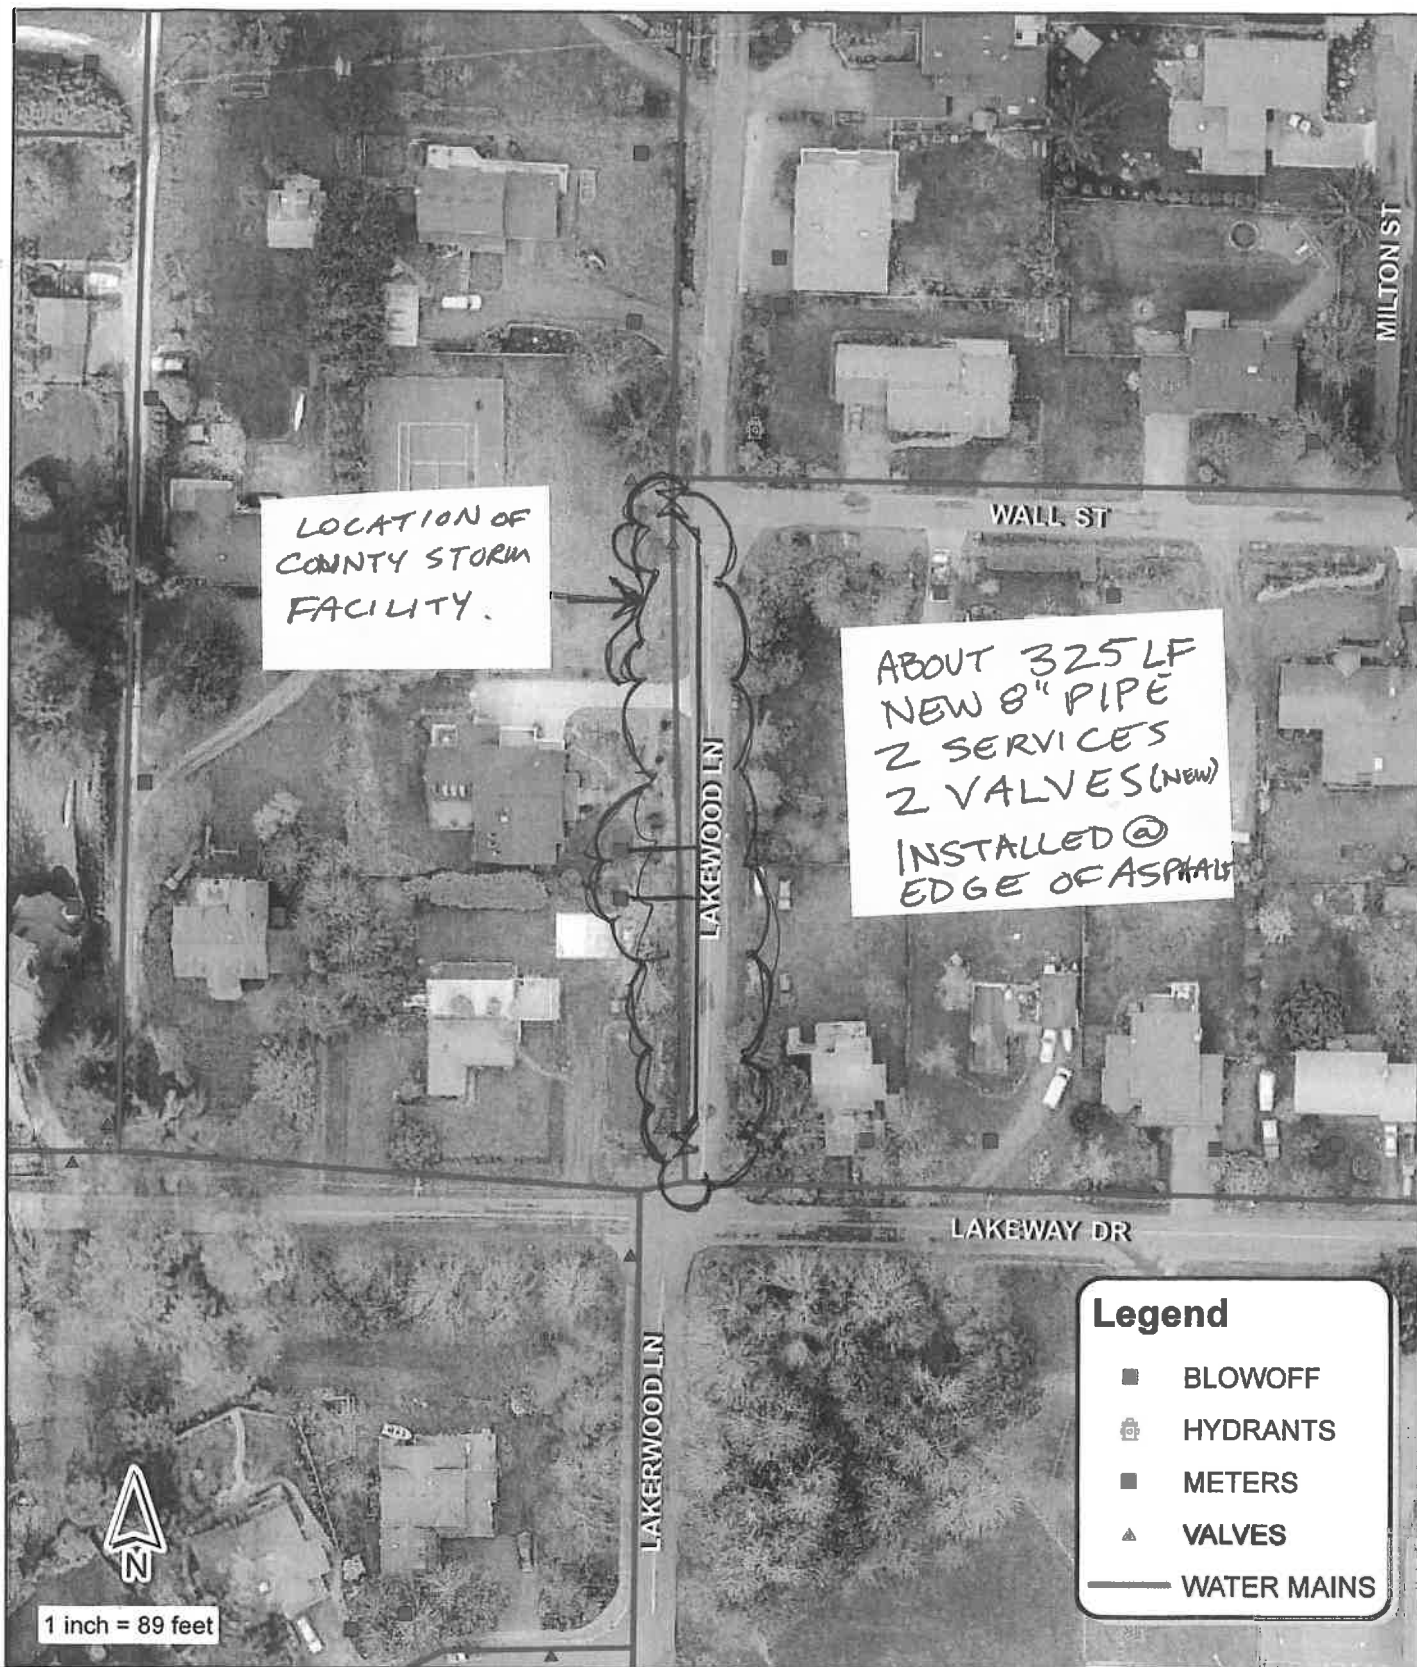 MILTON ST
WALL ST
LOCATION OF
COUNTY STORM
FACILITY.
ABOUT 325 LF
NEW 8" PIPE
2 SERVICES
2 VALVES (NEW)
INSTALLED @
EDGE OF ASPHALT
LAKEWOOD LN
LAKEWAY DR
LAKERWOOD LN
Legend
BLOWOFF
HYDRANTS
METERS
VALVES
WATER MAINS
N
1 inch = 89 feet